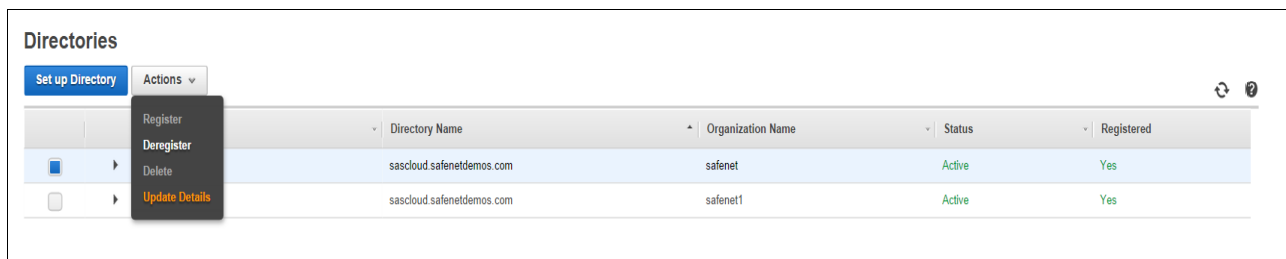 Directories
Set up Directory Actions
Register
Deregister
Delete
Update Details
Directory Name Organization Name Status Registered
sascloud.safenetdemos.com safenet Active Yes
sascloud.safenetdemos.com safenet1 Active Yes